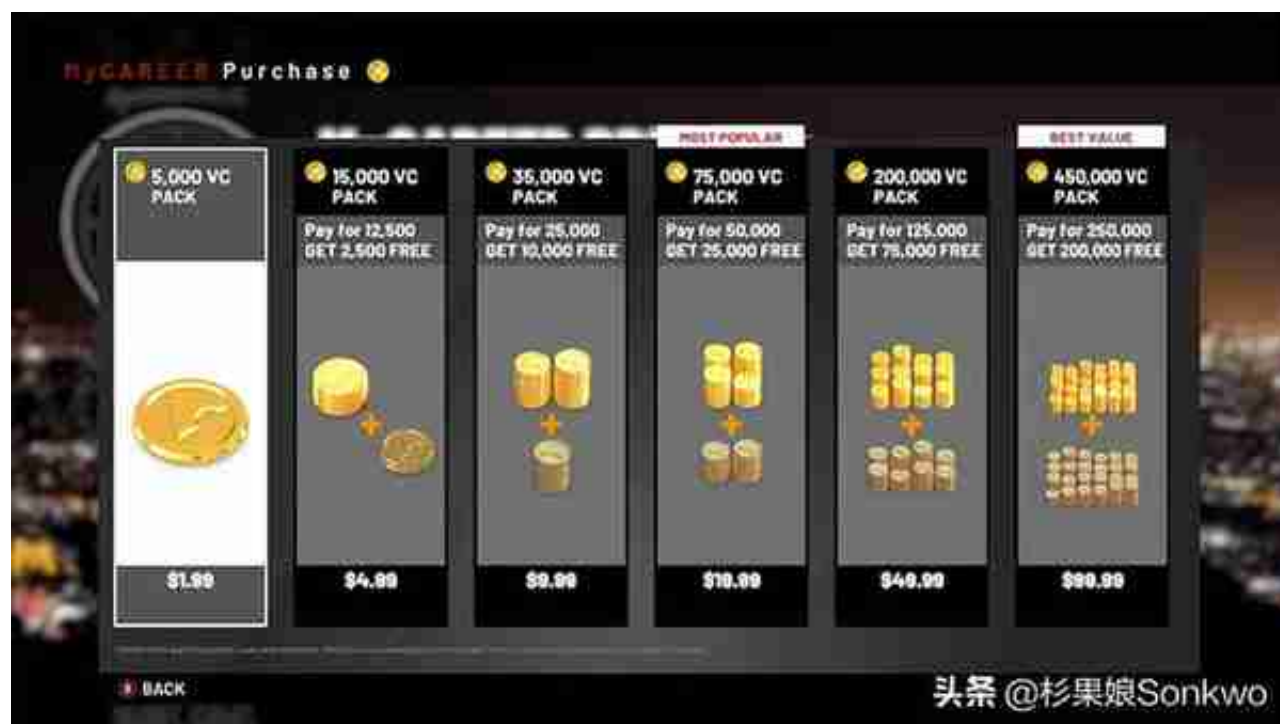 MyCAREER Purchase
MOST POPULAR
BEST VALUE
5,000 VC
PACK
$1.99
15,000 VC
PACK
Pay for 12,500
GET 2,500 FREE
$4.99
35,000 VC
PACK
Pay for 25,000
GET 10,000 FREE
$9.99
75,000 VC
PACK
Pay for 50,000
GET 25,000 FREE
$19.99
200,000 VC
PACK
Pay for 125,000
GET 75,000 FREE
$49.99
450,000 VC
PACK
Pay for 250,000
GET 200,000 FREE
$99.99
BACK
头条 @杉果娘Sonkwo